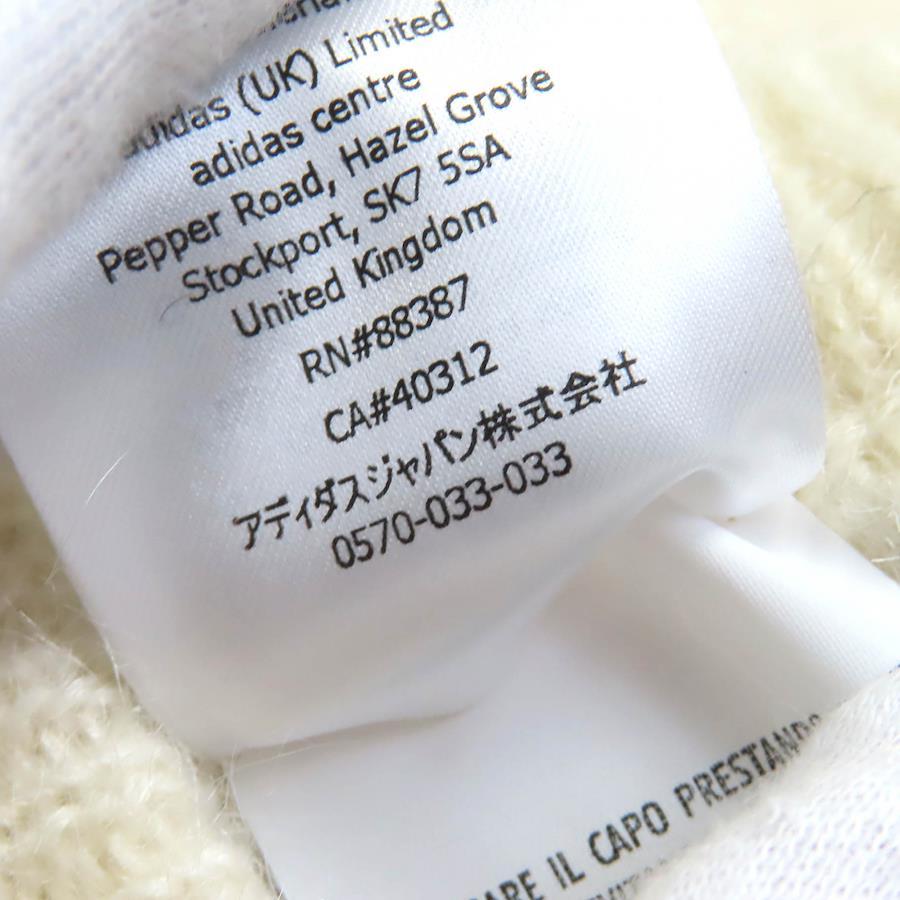 adidas (UK) Limited
adidas centre
Pepper Road, Hazel Grove
Stockport, SK7 5SA
United Kingdom
RN#88387
CA#40312
アディダスジャパン株式会社
0570-033-033
IL CAPO